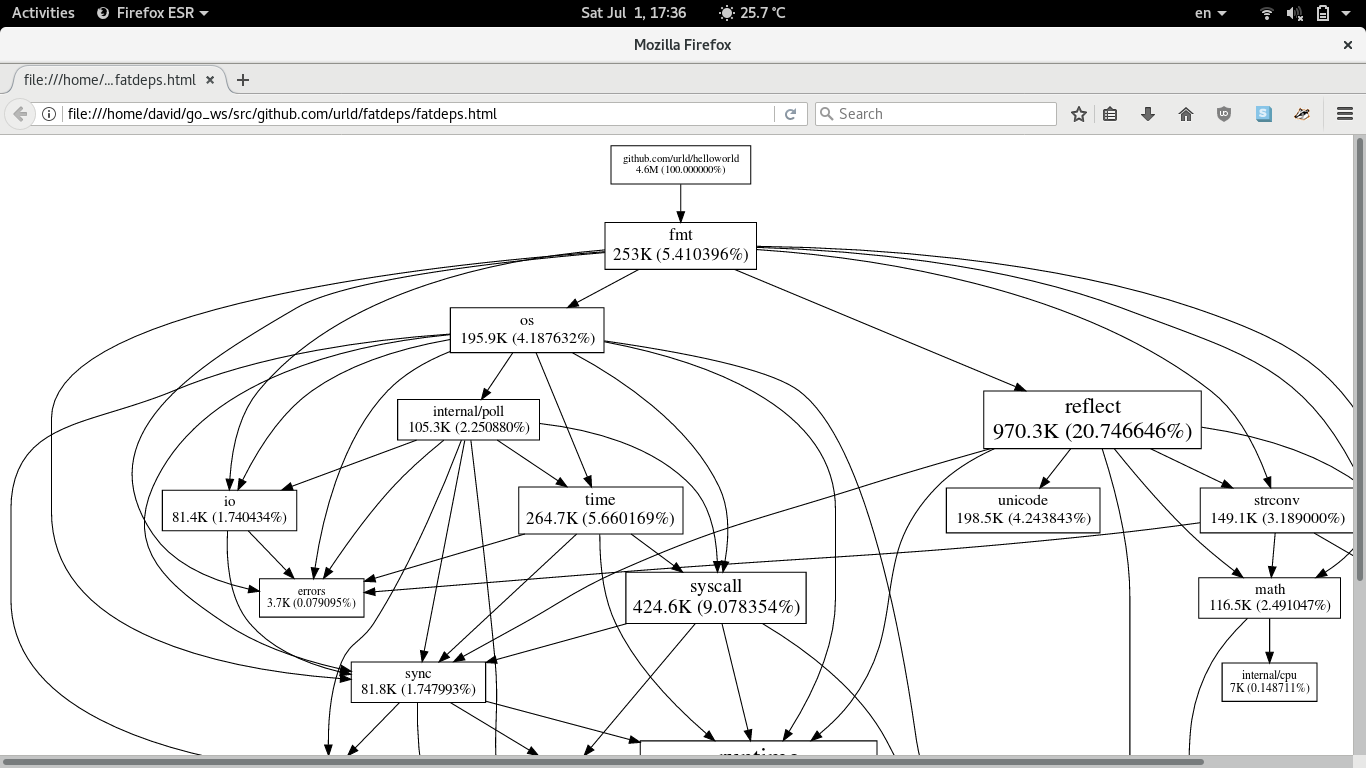 Activities Firefox ESR Sat Jul 1, 17:36 25.7 °C en
Mozilla Firefox
file:///home/...fatdeps.html
file:///home/david/go_ws/src/github.com/urld/fatdeps/fatdeps.html Search
github.com/urld/helloworld
4.6M (100.000000%)
fmt
253K (5.410396%)
os
195.9K (4.187632%)
internal/poll
105.3K (2.250880%)
reflect
970.3K (20.746646%)
io
81.4K (1.740434%)
time
264.7K (5.660169%)
unicode
198.5K (4.243843%)
strconv
149.1K (3.189000%)
errors
3.7K (0.079095%)
syscall
424.6K (9.078354%)
math
116.5K (2.491047%)
sync
81.8K (1.747993%)
internal/cpu
7K (0.148711%)
runtime